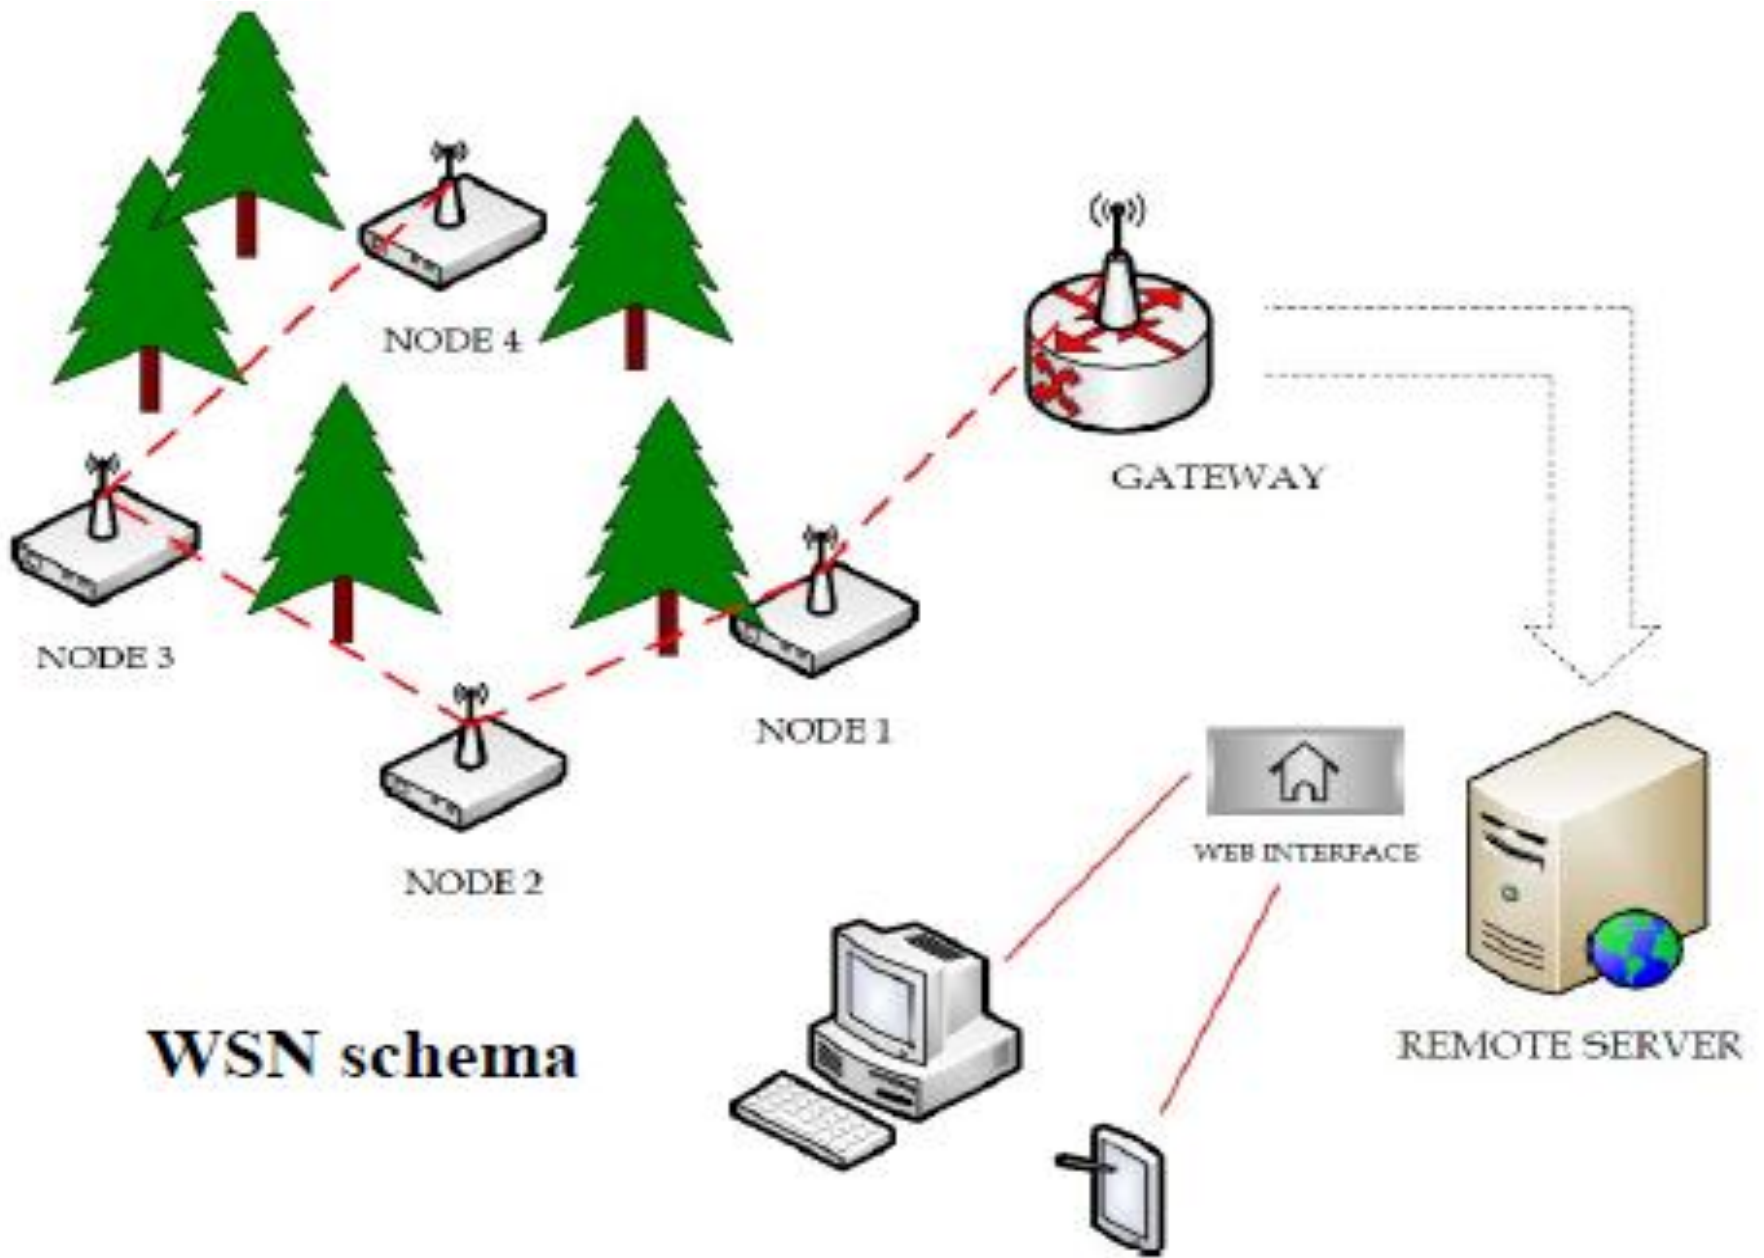 NODE 4
GATEWAY
NODE 3
NODE 1
WEB INTERFACE
NODE 2
WSN schema
REMOTE SERVER